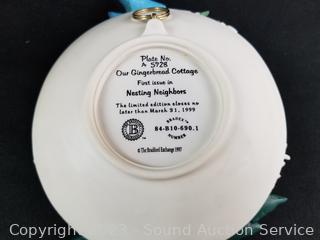 Plate No.
A 5728
Our Gingerbread Cottage
First issue in
Nesting Neighbors
The limited edition closes no
later than March 31, 1999
B
BRADEX™
84-B10-690.1
NUMBER
© The Bradford Exchange 1997
Copyright 2023 - Sound Auction Service